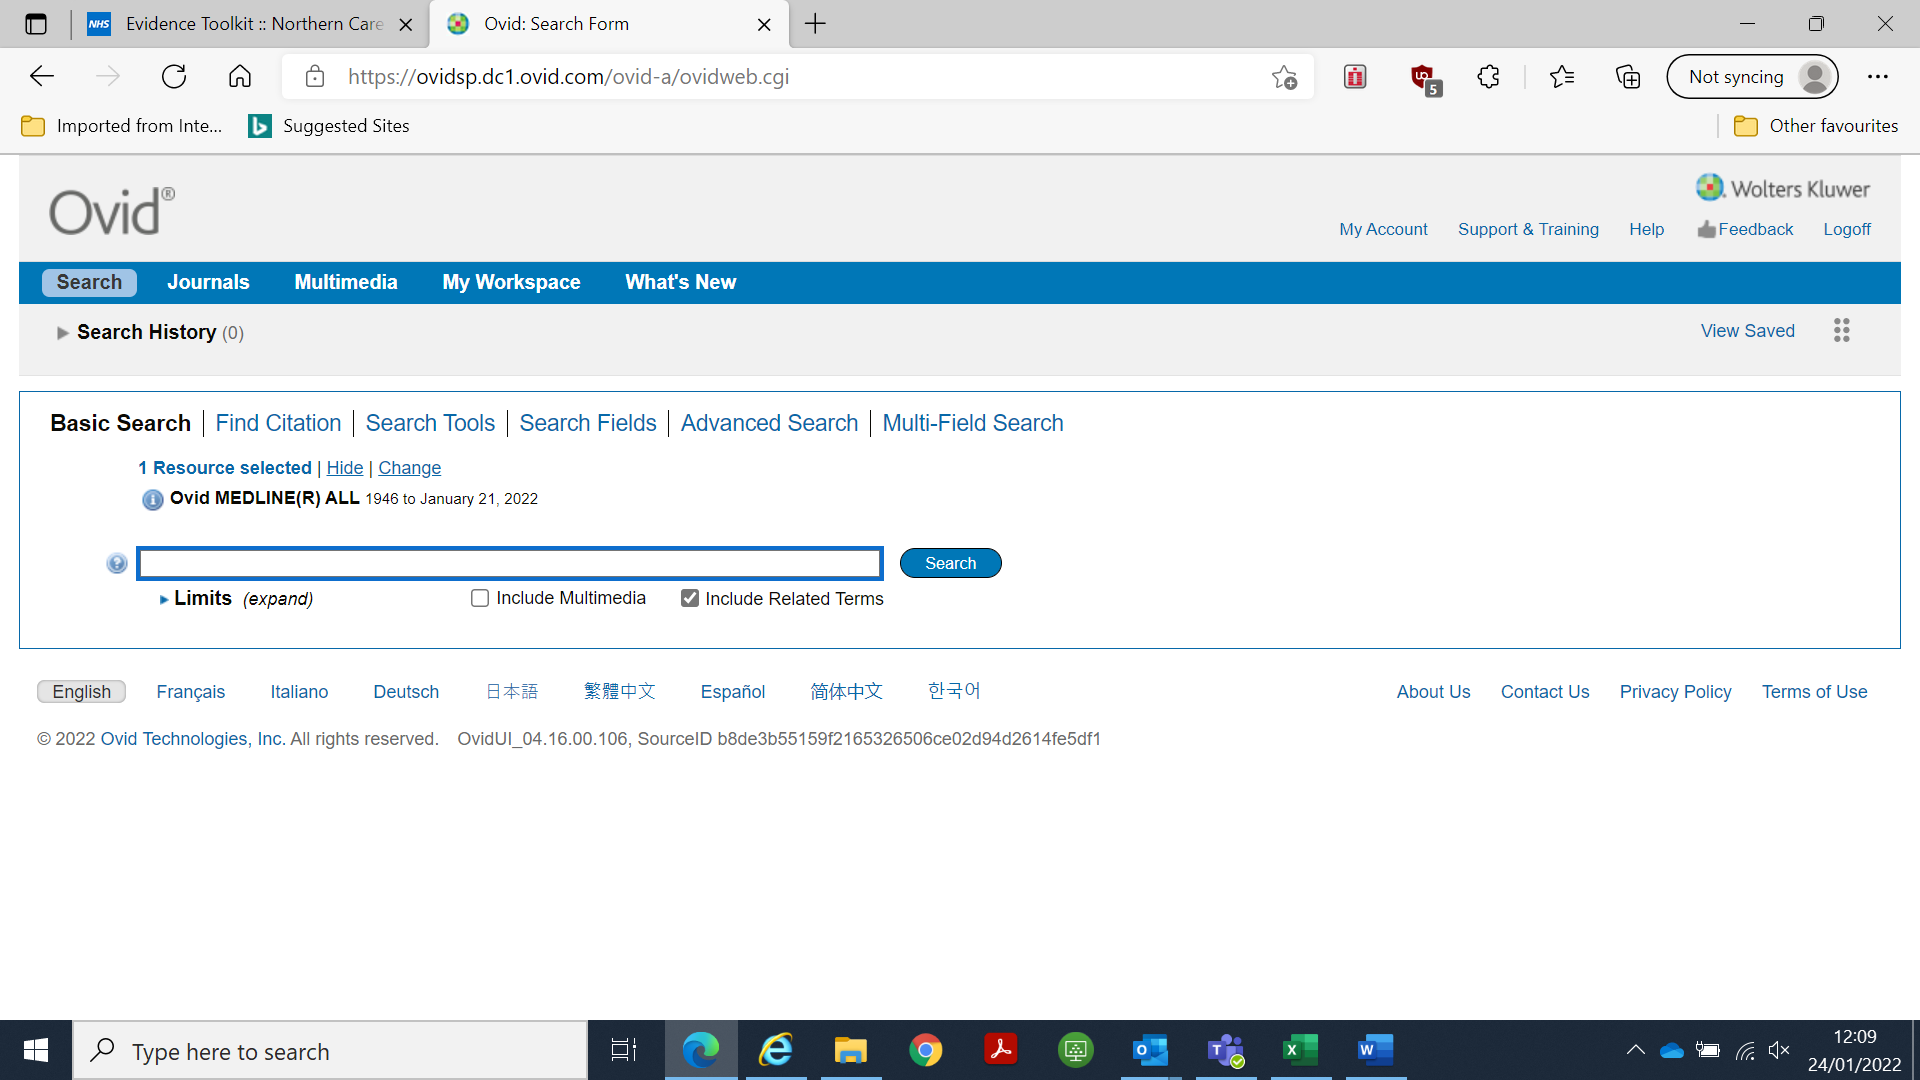 NHS Evidence Toolkit :: Northern Care
Ovid: Search Form
https://ovidsp.dc1.ovid.com/ovid-a/ovidweb.cgi
up 5
Not syncing
Imported from Inte...
Suggested Sites
Other favourites
Ovid®
Wolters Kluwer
My Account Support & Training Help Feedback Logoff
Search Journals Multimedia My Workspace What's New
Search History (0)
View Saved
Basic Search | Find Citation | Search Tools | Search Fields | Advanced Search | Multi-Field Search
1 Resource selected | Hide | Change
Ovid MEDLINE(R) ALL 1946 to January 21, 2022
Search
Limits (expand) Include Multimedia Include Related Terms
English Français Italiano Deutsch 日本語 繁體中文 Español 简体中文 한국어
About Us Contact Us Privacy Policy Terms of Use
© 2022 Ovid Technologies, Inc. All rights reserved. OvidUI_04.16.00.106, SourceID b8de3b55159f2165326506ce02d94d2614fe5df1
Type here to search
12:09
24/01/2022